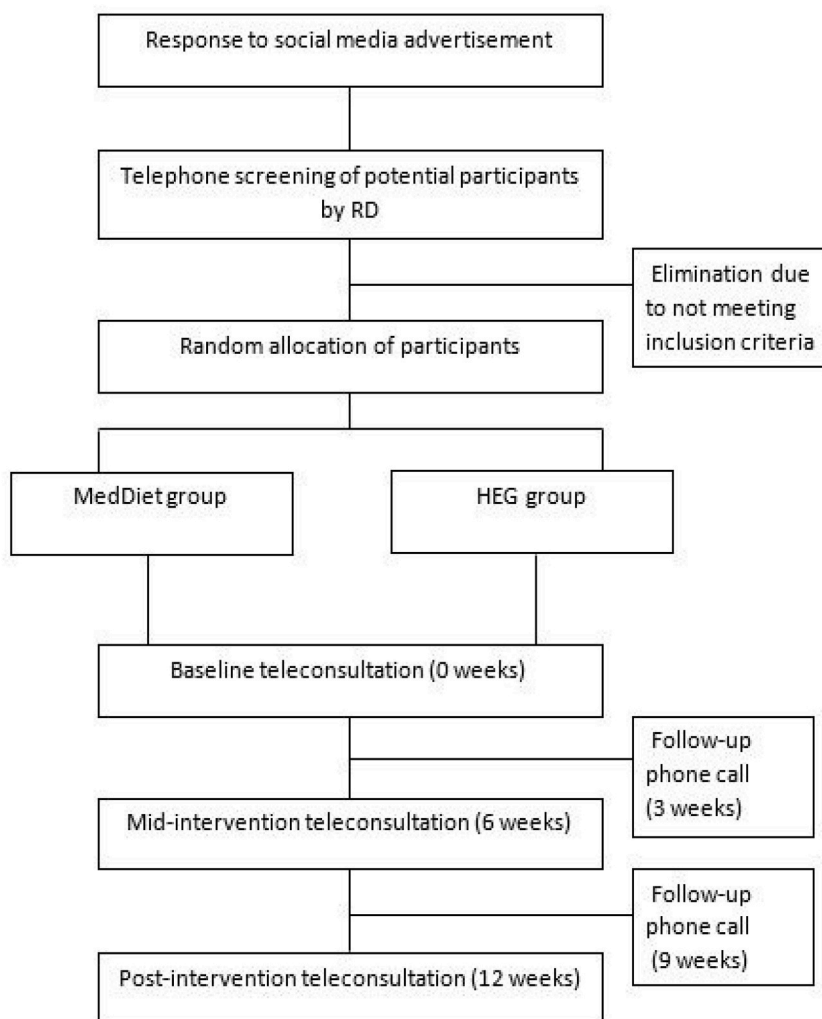 Response to social media advertisement
Telephone screening of potential participants
by RD
Elimination due
to not meeting
inclusion criteria
Random allocation of participants
MedDiet group
HEG group
Baseline teleconsultation (0 weeks)
Follow-up
phone call
(3 weeks)
Mid-intervention teleconsultation (6 weeks)
Follow-up
phone call
(9 weeks)
Post-intervention teleconsultation (12 weeks)